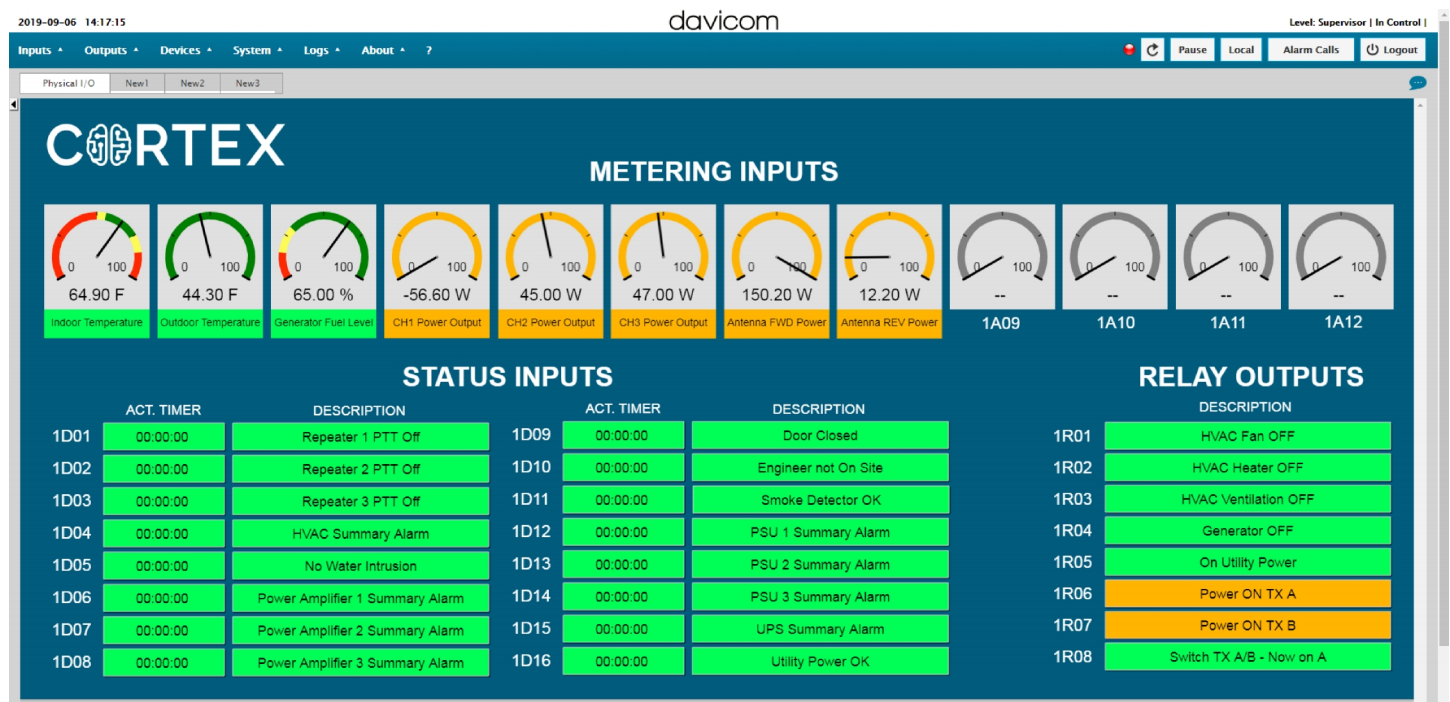 2019-09-06 14:17:15
davicom
Level: Supervisor | In Control |
Inputs Outputs Devices System Logs About ?
Pause Local Alarm Calls Logout
Physical I/O New1 New2 New3
CORTEX
METERING INPUTS
0 100 0 100 0 100 0 100 0 100 0 100 0 100 0 100 0 100 0 100 0 100 0 100
64.90 F 44.30 F 65.00 % -56.60 W 45.00 W 47.00 W 150.20 W 12.20 W -- -- -- --
Indoor Temperature Outdoor Temperature Generator Fuel Level CH1 Power Output CH2 Power Output CH3 Power Output Antenna FWD Power Antenna REV Power 1A09 1A10 1A11 1A12
STATUS INPUTS RELAY OUTPUTS
ACT. TIMER DESCRIPTION ACT. TIMER DESCRIPTION DESCRIPTION
1D01 00:00:00 Repeater 1 PTT Off 1D09 00:00:00 Door Closed 1R01 HVAC Fan OFF
1D02 00:00:00 Repeater 2 PTT Off 1D10 00:00:00 Engineer not On Site 1R02 HVAC Heater OFF
1D03 00:00:00 Repeater 3 PTT Off 1D11 00:00:00 Smoke Detector OK 1R03 HVAC Ventilation OFF
1D04 00:00:00 HVAC Summary Alarm 1D12 00:00:00 PSU 1 Summary Alarm 1R04 Generator OFF
1D05 00:00:00 No Water Intrusion 1D13 00:00:00 PSU 2 Summary Alarm 1R05 On Utility Power
1D06 00:00:00 Power Amplifier 1 Summary Alarm 1D14 00:00:00 PSU 3 Summary Alarm 1R06 Power ON TX A
1D07 00:00:00 Power Amplifier 2 Summary Alarm 1D15 00:00:00 UPS Summary Alarm 1R07 Power ON TX B
1D08 00:00:00 Power Amplifier 3 Summary Alarm 1D16 00:00:00 Utility Power OK 1R08 Switch TX A/B - Now on A